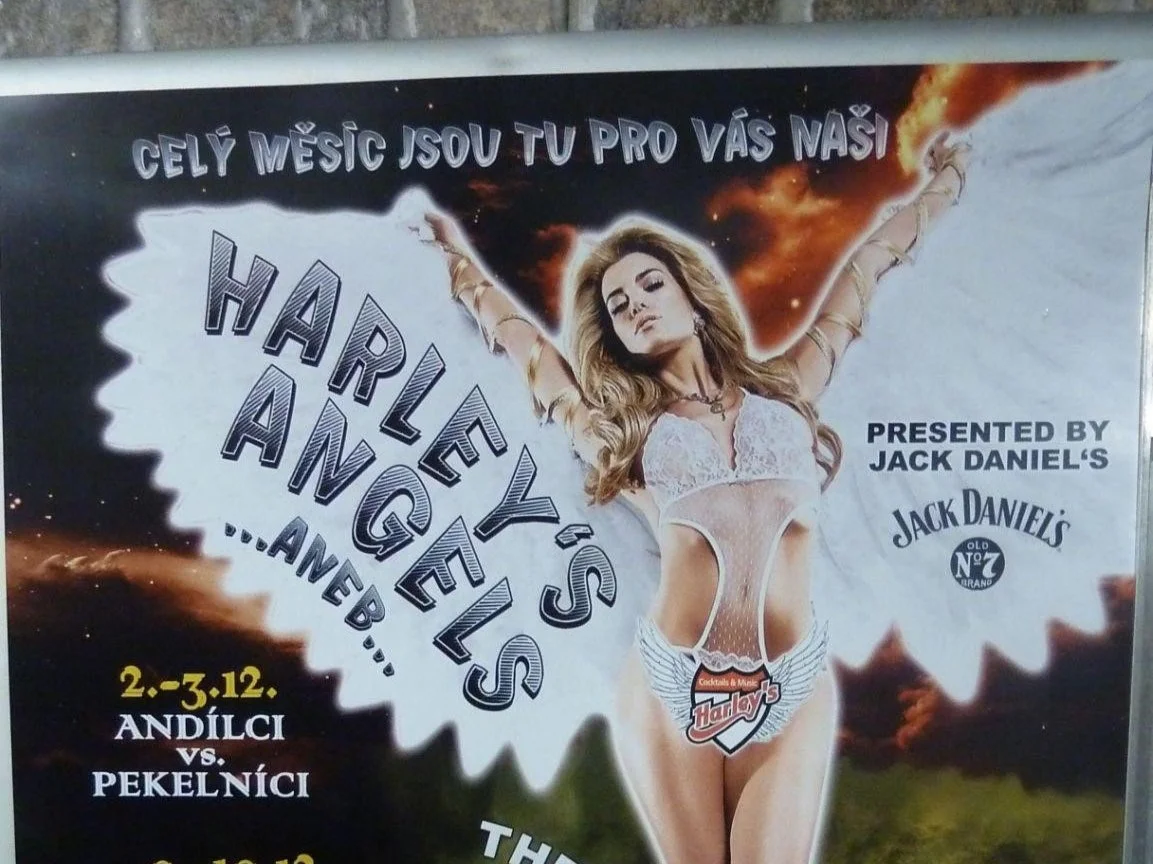 CELÝ MĚSÍC JSOU TU PRO VÁS NAŠI
HARLEY'S
ANGELS
...ANEB...
PRESENTED BY
JACK DANIEL'S
JACK DANIEL'S
OLD
Nº7
BRAND
Cocktails & Music
Harley's
2.-3.12.
ANDÍLCI
vs.
PEKELNÍCI